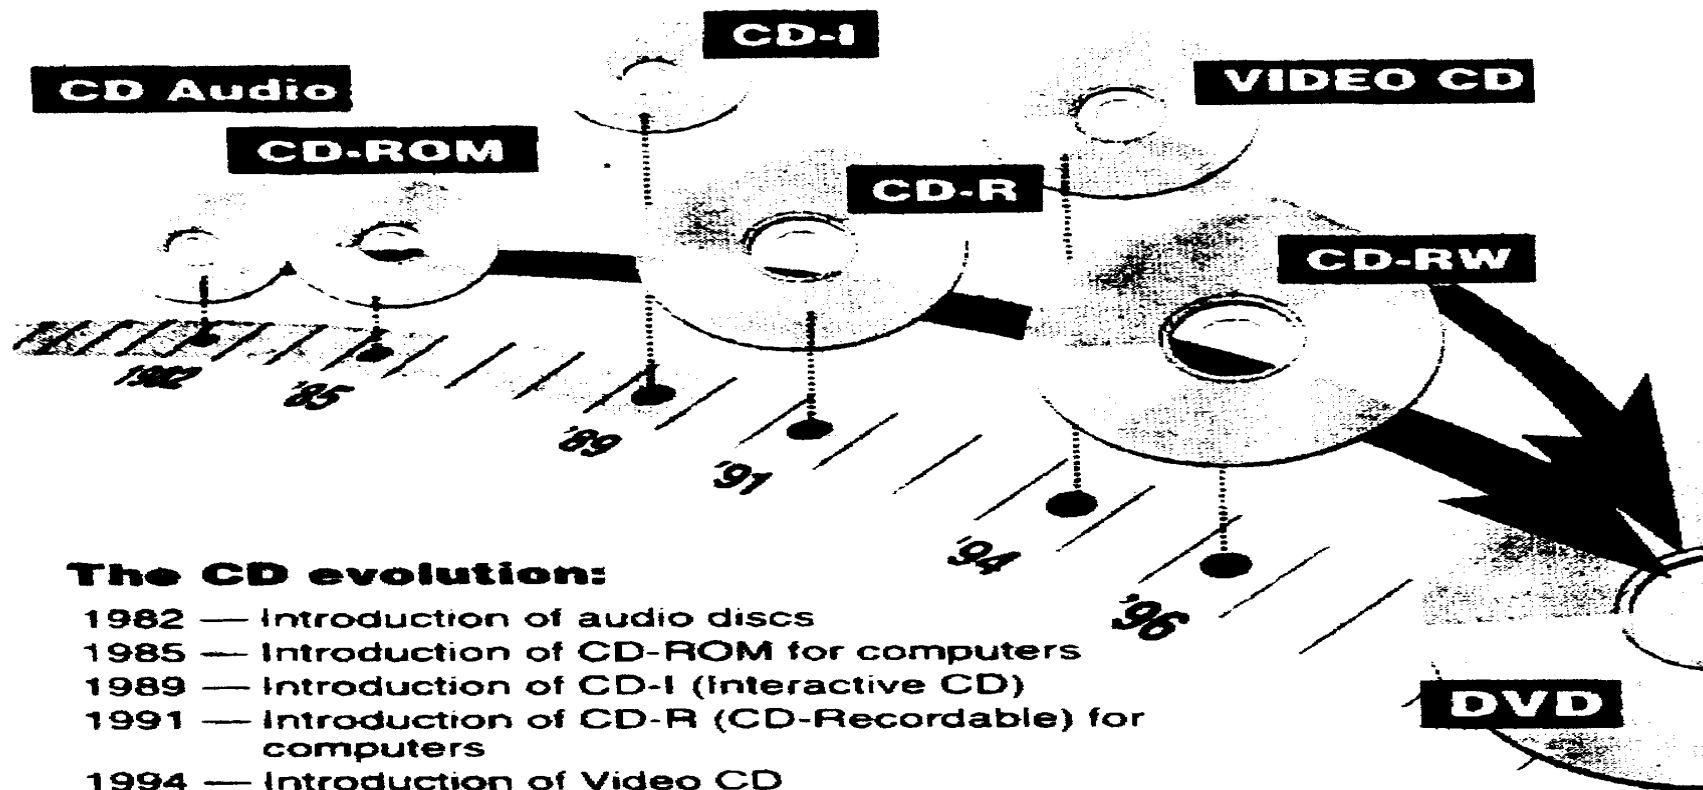 CD-I
CD Audio
VIDEO CD
CD-ROM
CD-R
CD-RW
1982
'85
'89
'91
'94
'96
DVD
The CD evolution:
1982 — Introduction of audio discs
1985 — Introduction of CD-ROM for computers
1989 — Introduction of CD-I (Interactive CD)
1991 — Introduction of CD-R (CD-Recordable) for
computers
1994 — Introduction of Video CD